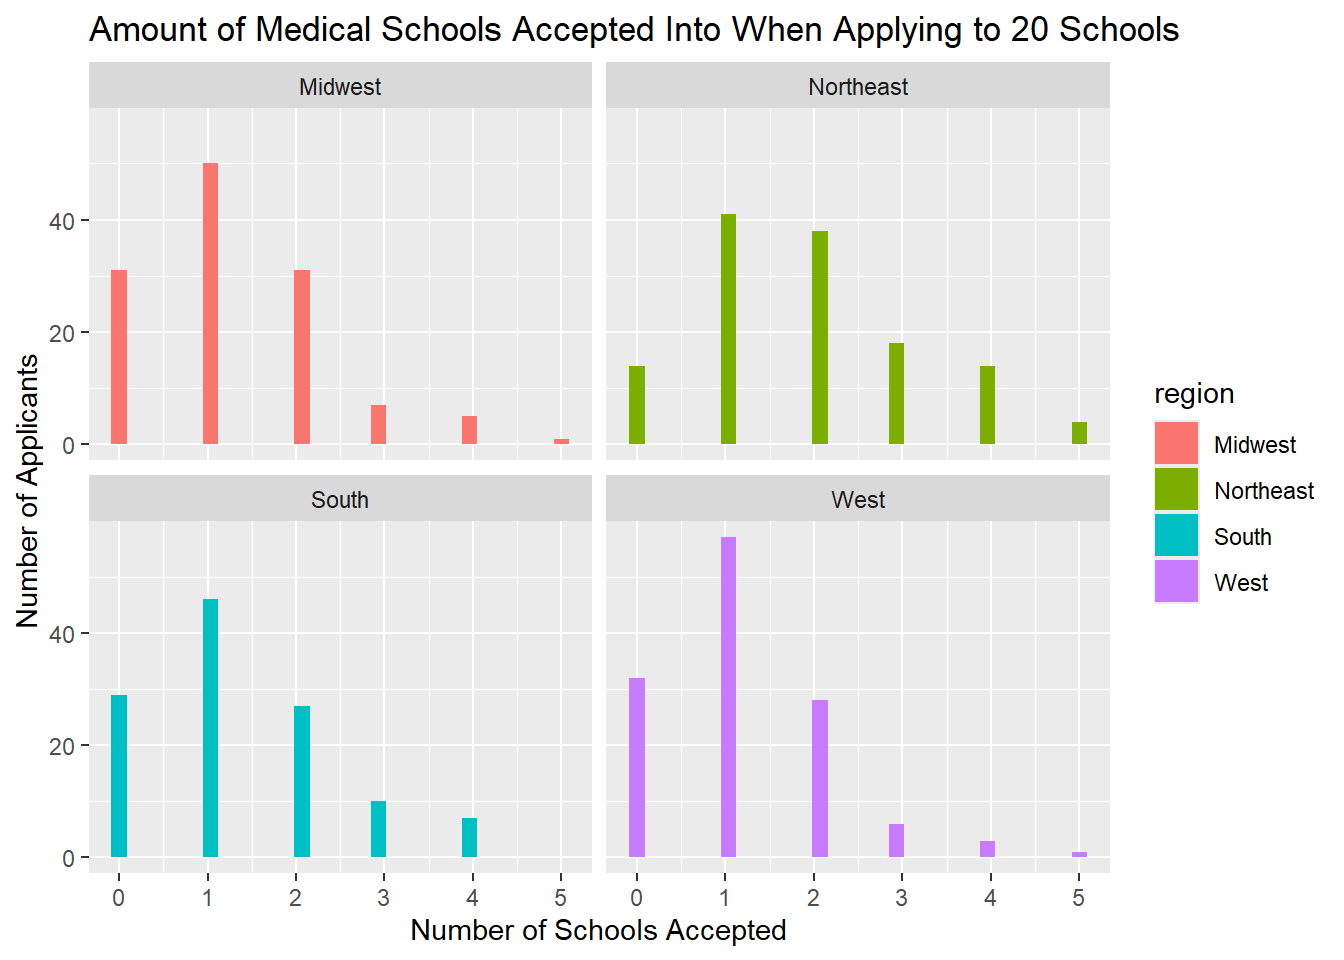 Amount of Medical Schools Accepted Into When Applying to 20 Schools
Midwest
Northeast
40
20
0
South
West
40
20
0
0 1 2 3 4 5
0 1 2 3 4 5
Number of Schools Accepted
Number of Applicants
region
Midwest
Northeast
South
West